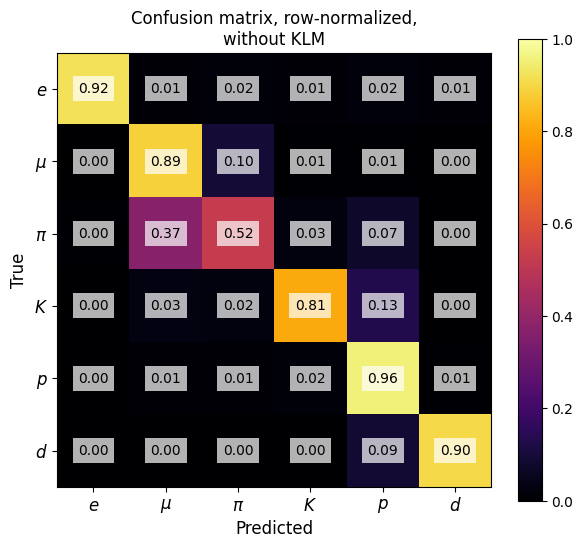 Confusion matrix, row-normalized,
without KLM
1.0
e 0.92 0.01 0.02 0.01 0.02 0.01
0.8
μ 0.00 0.89 0.10 0.01 0.01 0.00
0.6
π 0.00 0.37 0.52 0.03 0.07 0.00
True
K 0.00 0.03 0.02 0.81 0.13 0.00
0.4
p 0.00 0.01 0.01 0.02 0.96 0.01
0.2
d 0.00 0.00 0.00 0.00 0.09 0.90
0.0
e μ π K p d
Predicted